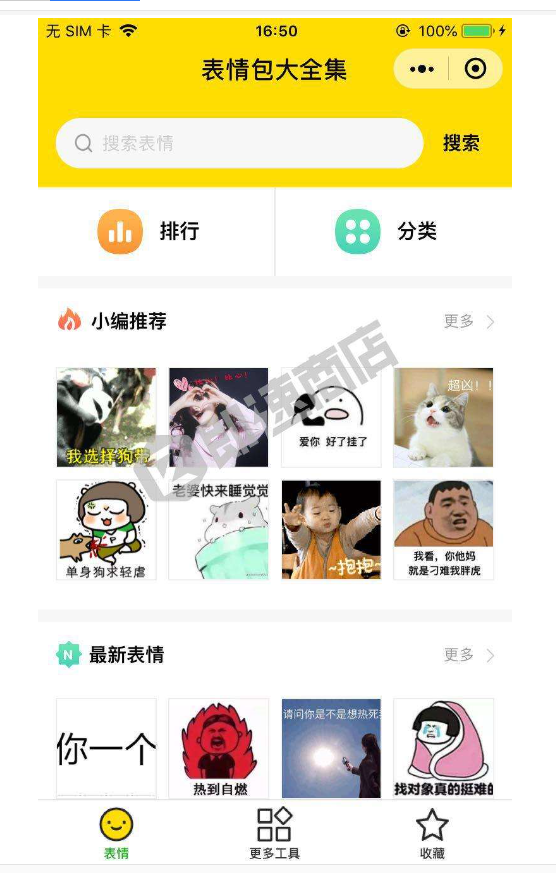 无 SIM 卡
16:50
100%
表情包大全集
搜索表情
搜索
排行
分类
小编推荐
更多
即速商店
我选择狗带
爱你 好了挂了
超凶！！
单身狗求轻虐
老婆快来睡觉觉
~抱抱~
我看，你他妈
就是刁难我胖虎
N
最新表情
更多
你一个
热到自燃
请问你是不是想热死
找对象真的挺难的
表情
更多工具
收藏